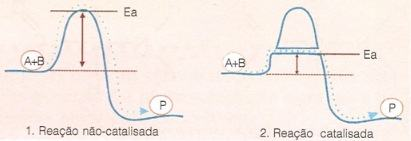 Ea
A+B
P
1. Reação não-catalisada
Ea
A+B
P
2. Reação catalisada